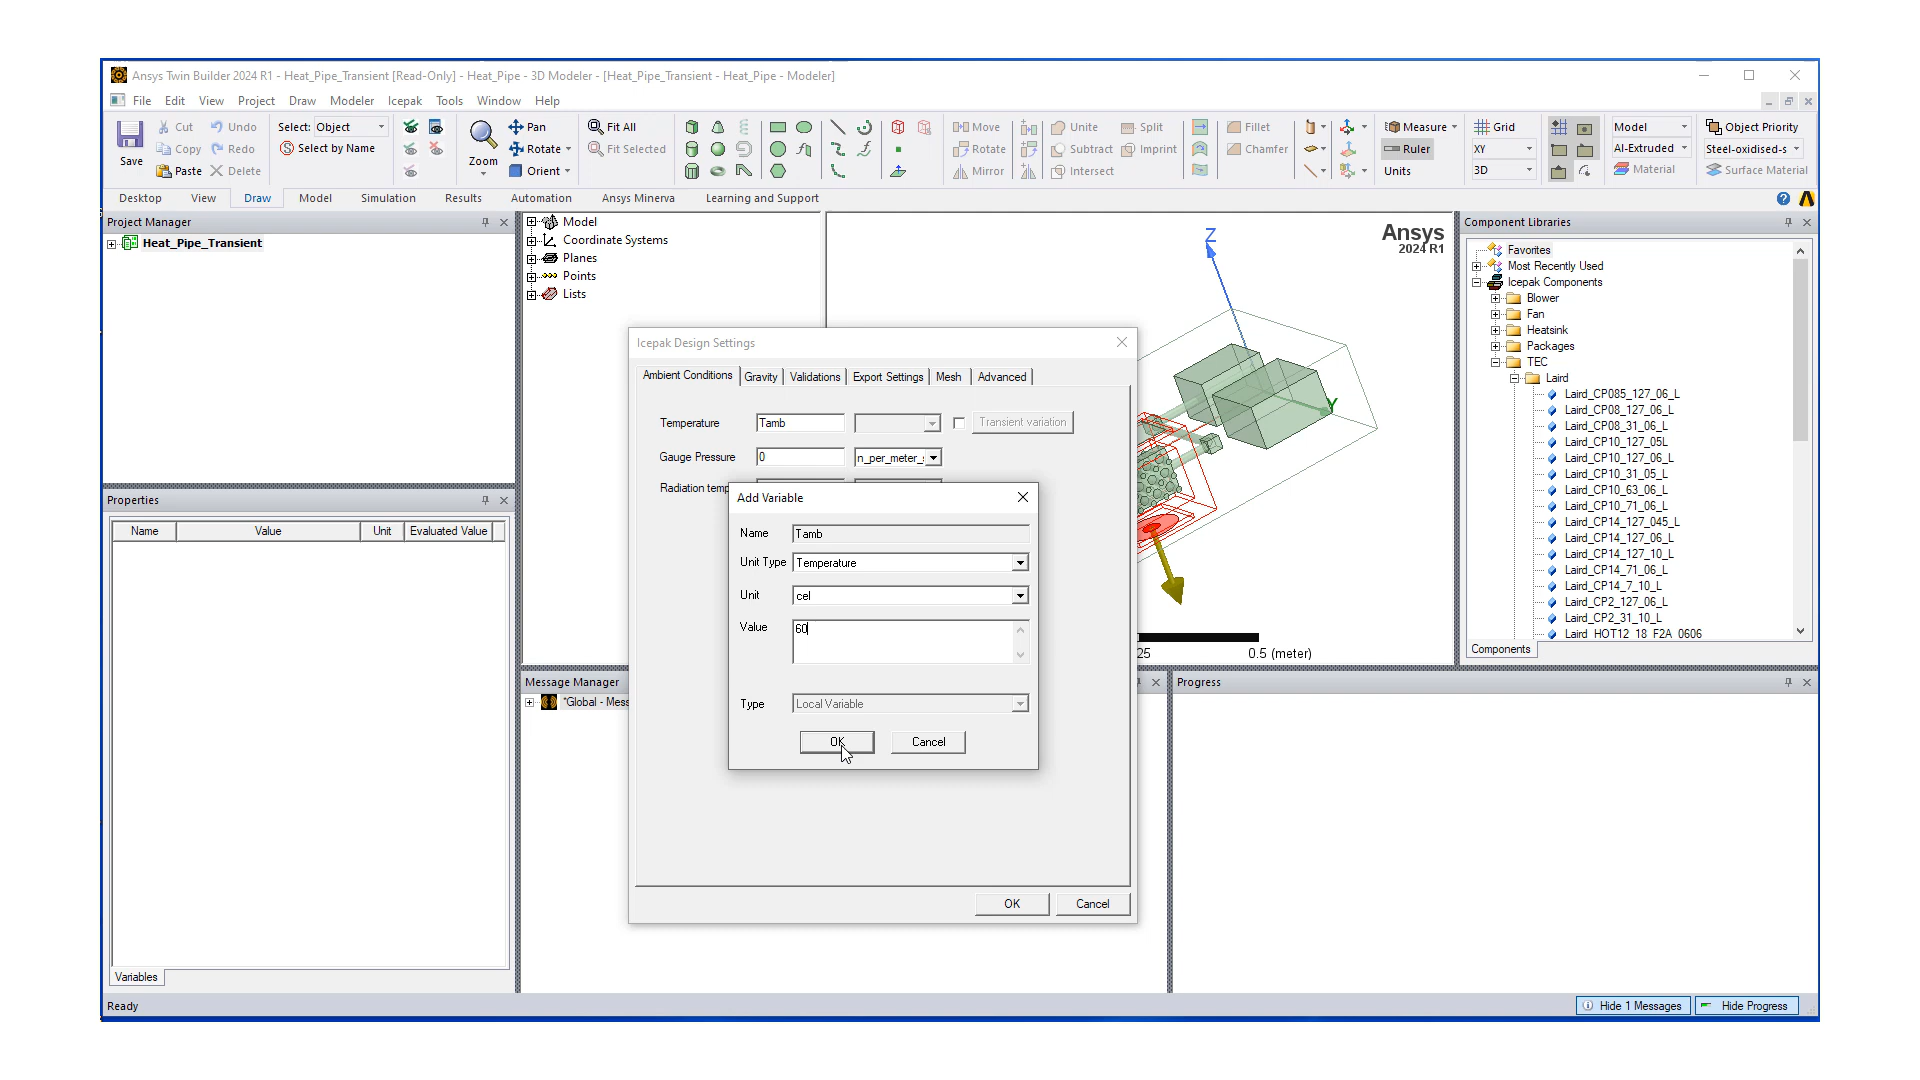 Ansys Twin Builder 2024 R1 - Heat_Pipe_Transient [Read-Only] - Heat_Pipe - 3D Modeler - [Heat_Pipe_Transient - Heat_Pipe - Modeler]
File Edit View Project Draw Modeler Icepak Tools Window Help
Save
Cut
Copy
Paste
Undo
Redo
Delete
Select: Object
Select by Name
Zoom
Pan
Rotate
Orient
Fit All
Fit Selected
Move
Rotate
Mirror
Unite
Subtract
Intersect
Split
Imprint
Fillet
Chamfer
Measure
Ruler
Units
Grid
XY
3D
Model
Al-Extruded
Material
Object Priority
Steel-oxidised-s
Surface Material
Desktop View Draw Model Simulation Results Automation Ansys Minerva Learning and Support
Project Manager
Heat_Pipe_Transient
Properties
Name Value Unit Evaluated Value
Variables
Model
Coordinate Systems
Planes
Points
Lists
Ansys
2024 R1
Z
Y
25 0.5 (meter)
Icepak Design Settings
Ambient Conditions Gravity Validations Export Settings Mesh Advanced
Temperature Tamb Transient variation
Gauge Pressure 0 n_per_meter_
Radiation temp
Add Variable
Name Tamb
Unit Type Temperature
Unit cel
Value 60
Type Local Variable
OK Cancel
OK Cancel
Message Manager
*Global - Mess
Progress
Component Libraries
Favorites
Most Recently Used
Icepak Components
Blower
Fan
Heatsink
Packages
TEC
Laird
Laird_CP085_127_06_L
Laird_CP08_127_06_L
Laird_CP08_31_06_L
Laird_CP10_127_05L
Laird_CP10_127_06_L
Laird_CP10_31_05_L
Laird_CP10_63_06_L
Laird_CP10_71_06_L
Laird_CP14_127_045_L
Laird_CP14_127_06_L
Laird_CP14_127_10_L
Laird_CP14_71_06_L
Laird_CP14_7_10_L
Laird_CP2_127_06_L
Laird_CP2_31_10_L
Laird_HOT12_18_F2A_0606
Components
Ready
Hide 1 Messages
Hide Progress